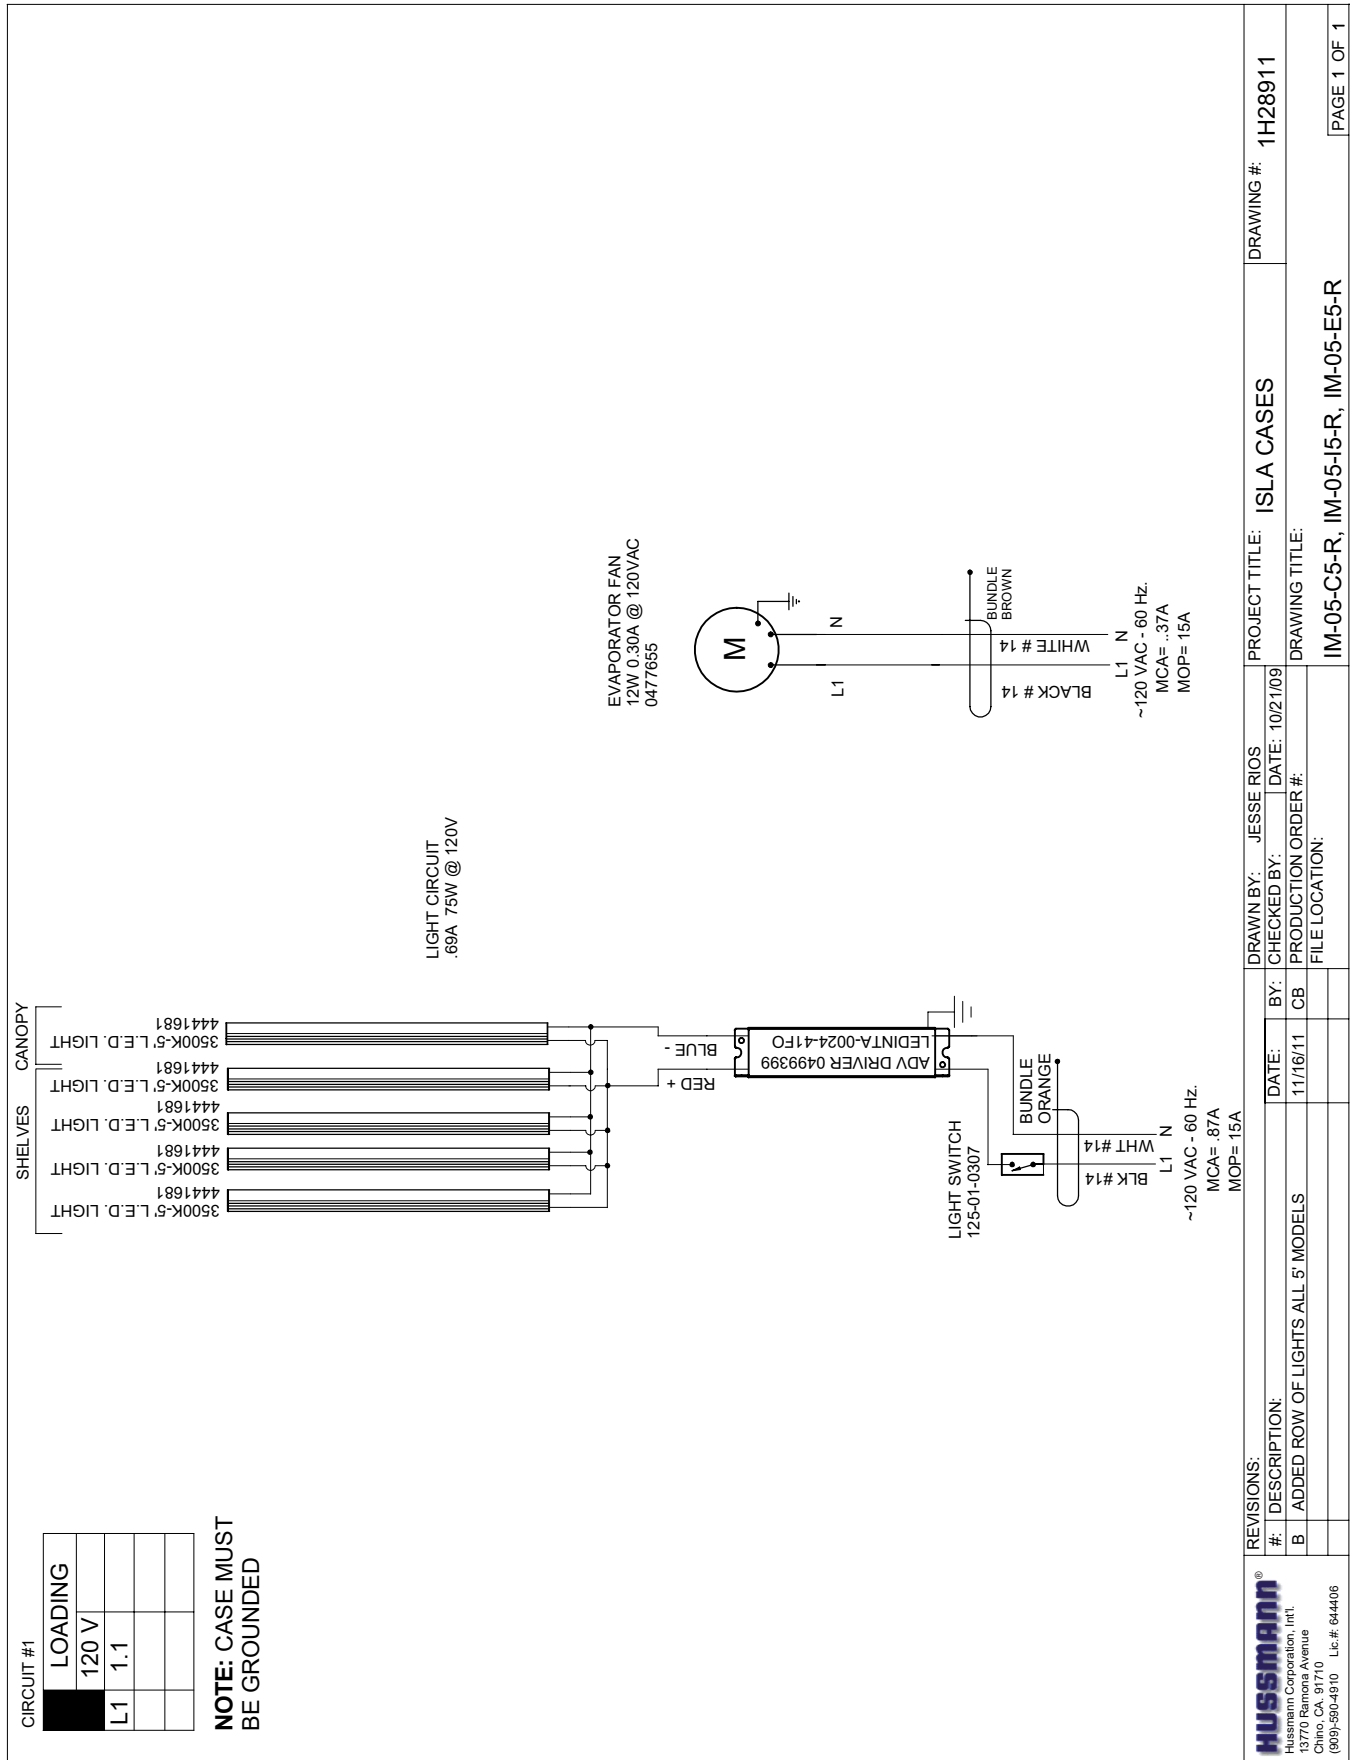 CIRCUIT #1
LOADING
120 V
L1 1.1
NOTE: CASE MUST
BE GROUNDED
SHELVES
CANOPY
3500K-5' L.E.D. LIGHT
4441681
3500K-5' L.E.D. LIGHT
4441681
3500K-5' L.E.D. LIGHT
4441681
3500K-5' L.E.D. LIGHT
4441681
3500K-5' L.E.D. LIGHT
4441681
LIGHT CIRCUIT
.69A 75W @ 120V
RED +
BLUE -
ADV DRIVER 0493399
LEDINTA-0024-41FO
LIGHT SWITCH
125-01-0307
BUNDLE
ORANGE
BLK #14
WHT #14
L1 N
~120 VAC - 60 Hz.
MCA= .87A
MOP= 15A
EVAPORATOR FAN
12W 0.30A @ 120VAC
0477655
M
L1
N
BUNDLE
BROWN
BLACK # 14
WHITE # 14
L1 N
~120 VAC - 60 Hz.
MCA= ..37A
MOP= 15A
HUSSMANN®
Hussmann Corporation, Int'l.
13770 Ramona Avenue
Chino, CA. 91710
(909)-590-4910 Lic.#: 644406
REVISIONS:
#: DESCRIPTION: DATE: BY:
B ADDED ROW OF LIGHTS ALL 5' MODELS 11/16/11 CB
DRAWN BY: JESSE RIOS
CHECKED BY: DATE: 10/21/09
PRODUCTION ORDER #:
FILE LOCATION:
PROJECT TITLE: ISLA CASES
DRAWING #: 1H28911
DRAWING TITLE:
IM-05-C5-R, IM-05-I5-R, IM-05-E5-R
PAGE 1 OF 1